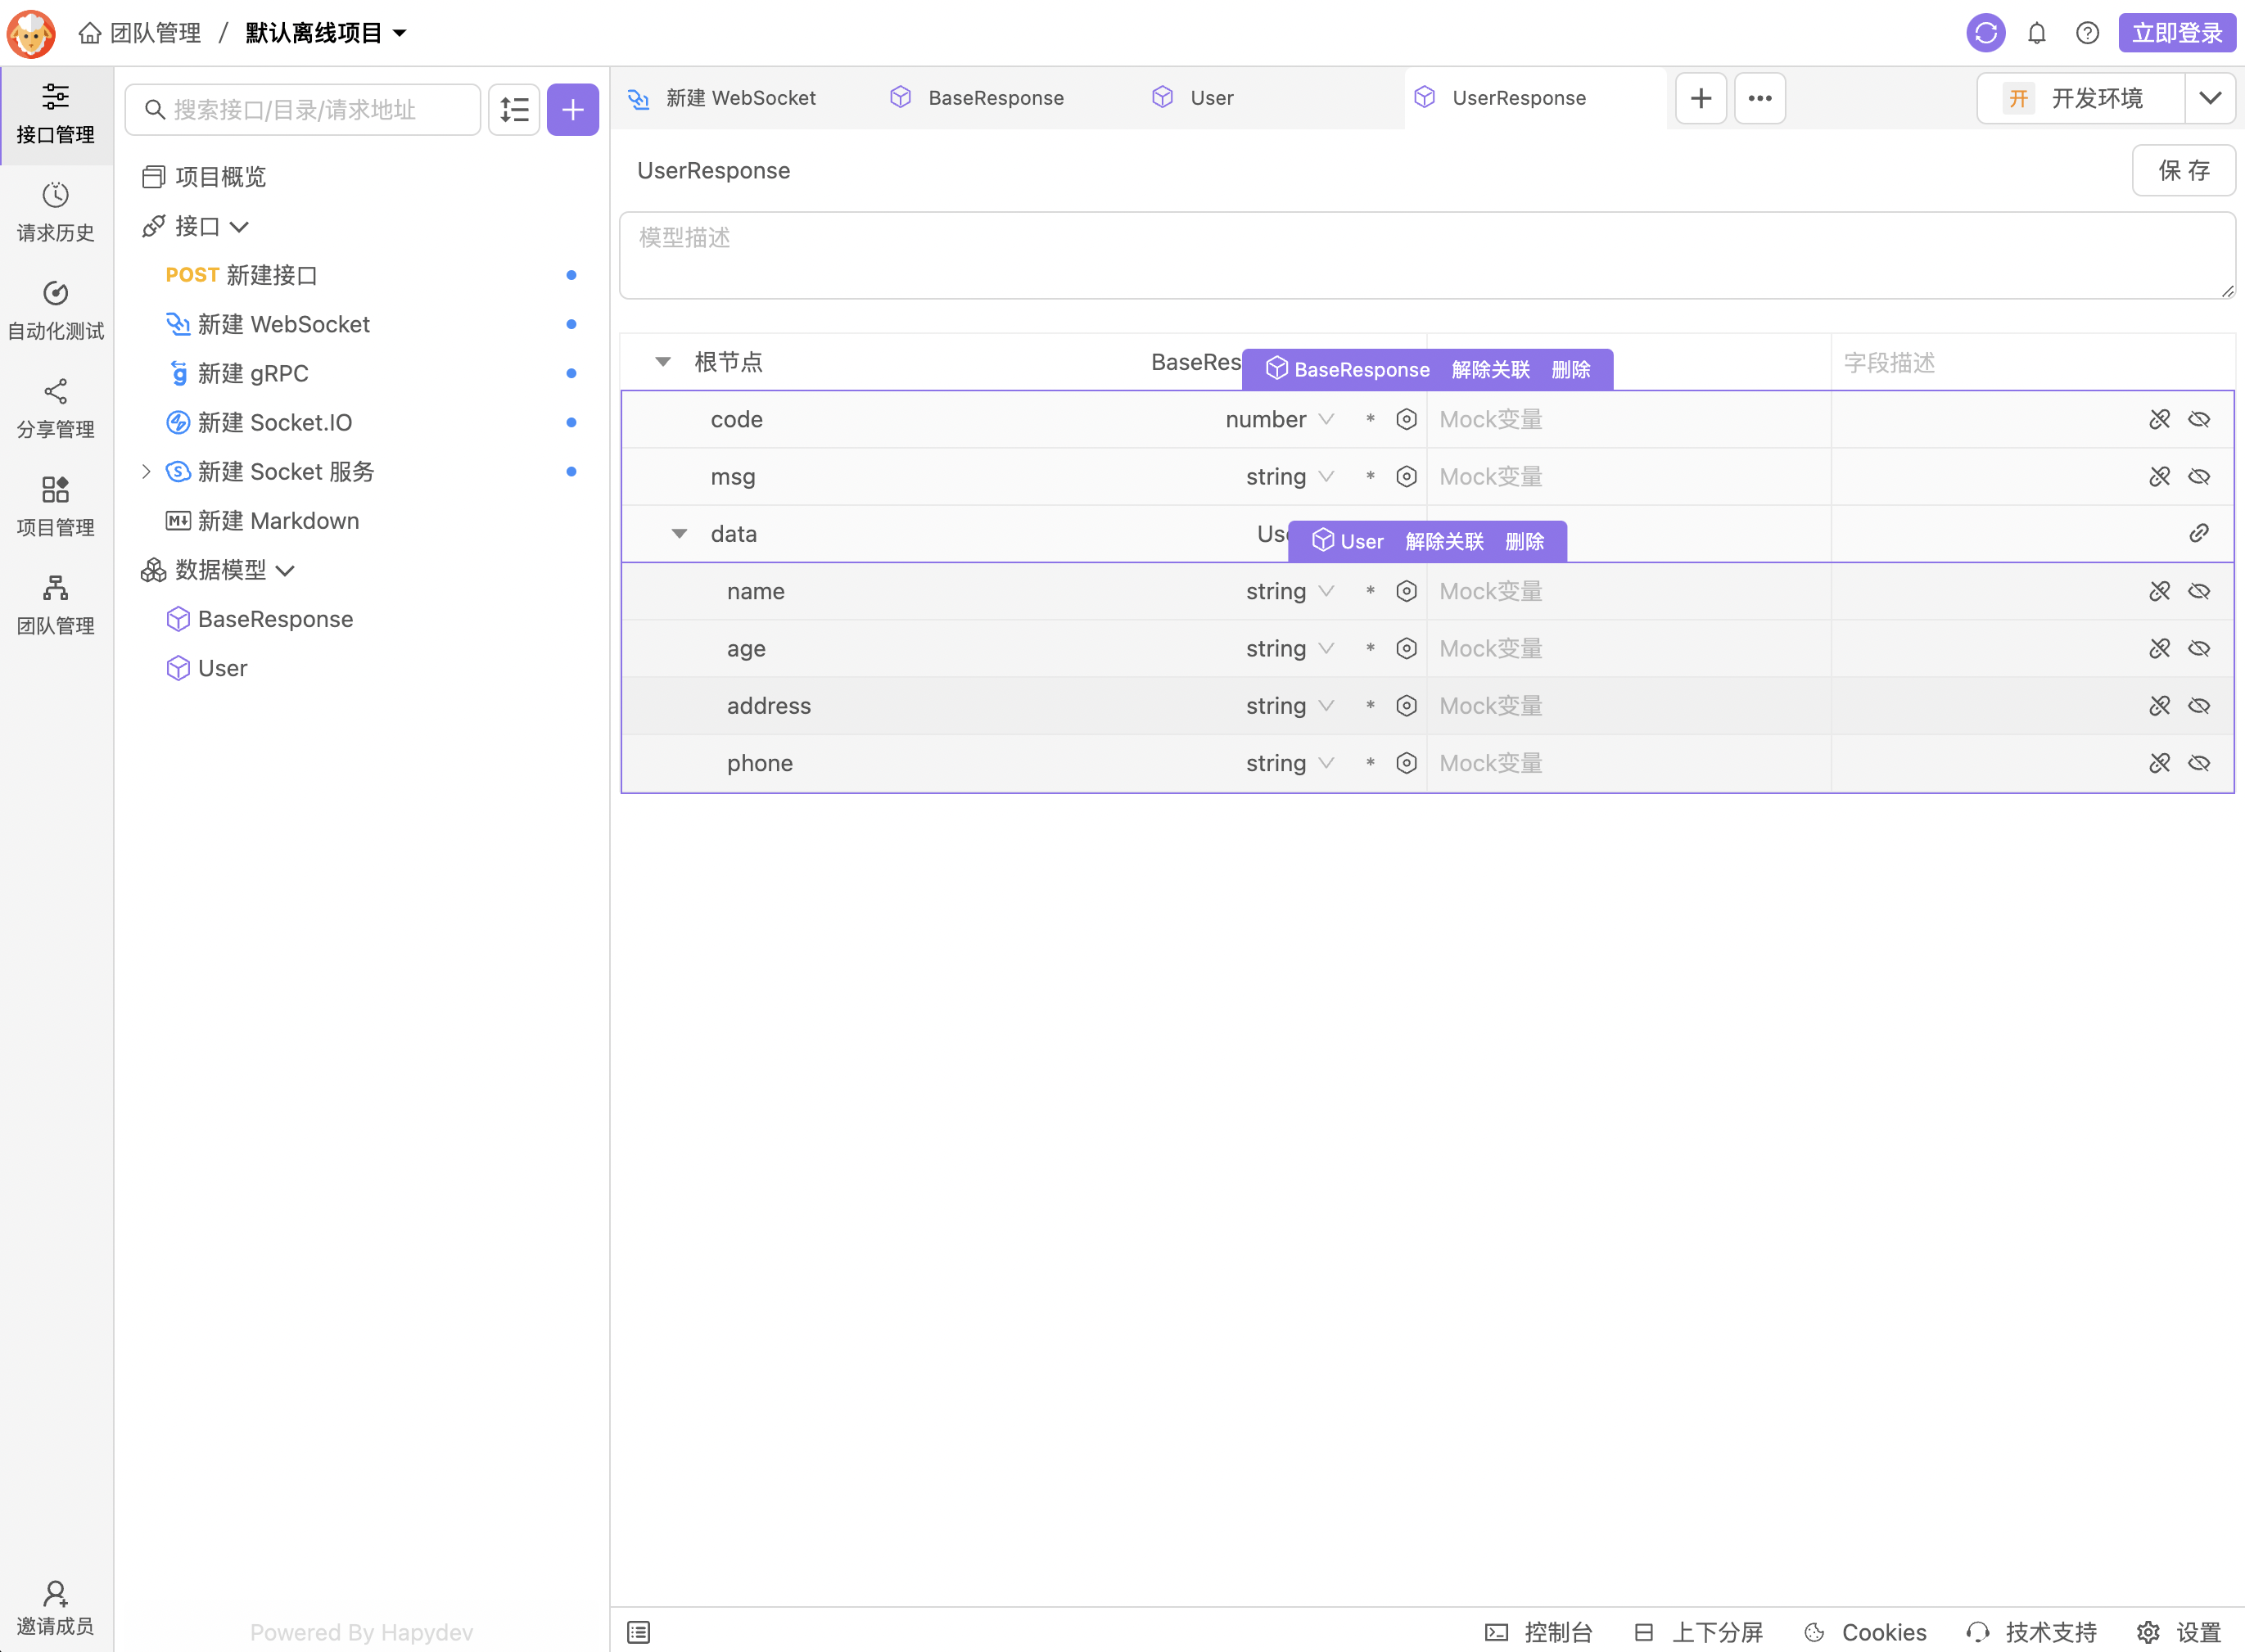 团队管理 / 默认离线项目
立即登录
接口管理
请求历史
自动化测试
分享管理
项目管理
团队管理
邀请成员
搜索接口/目录/请求地址
项目概览
接口
POST 新建接口
新建 WebSocket
新建 gRPC
新建 Socket.IO
新建 Socket 服务
新建 Markdown
数据模型
BaseResponse
User
Powered By Hapydev
新建 WebSocket BaseResponse User UserResponse
开 开发环境
UserResponse 保 存
模型描述
根节点 BaseRes BaseResponse 解除关联 删除 字段描述
code number * Mock变量
msg string * Mock变量
data Use User 解除关联 删除
name string * Mock变量
age string * Mock变量
address string * Mock变量
phone string * Mock变量
控制台 上下分屏 Cookies 技术支持 设置